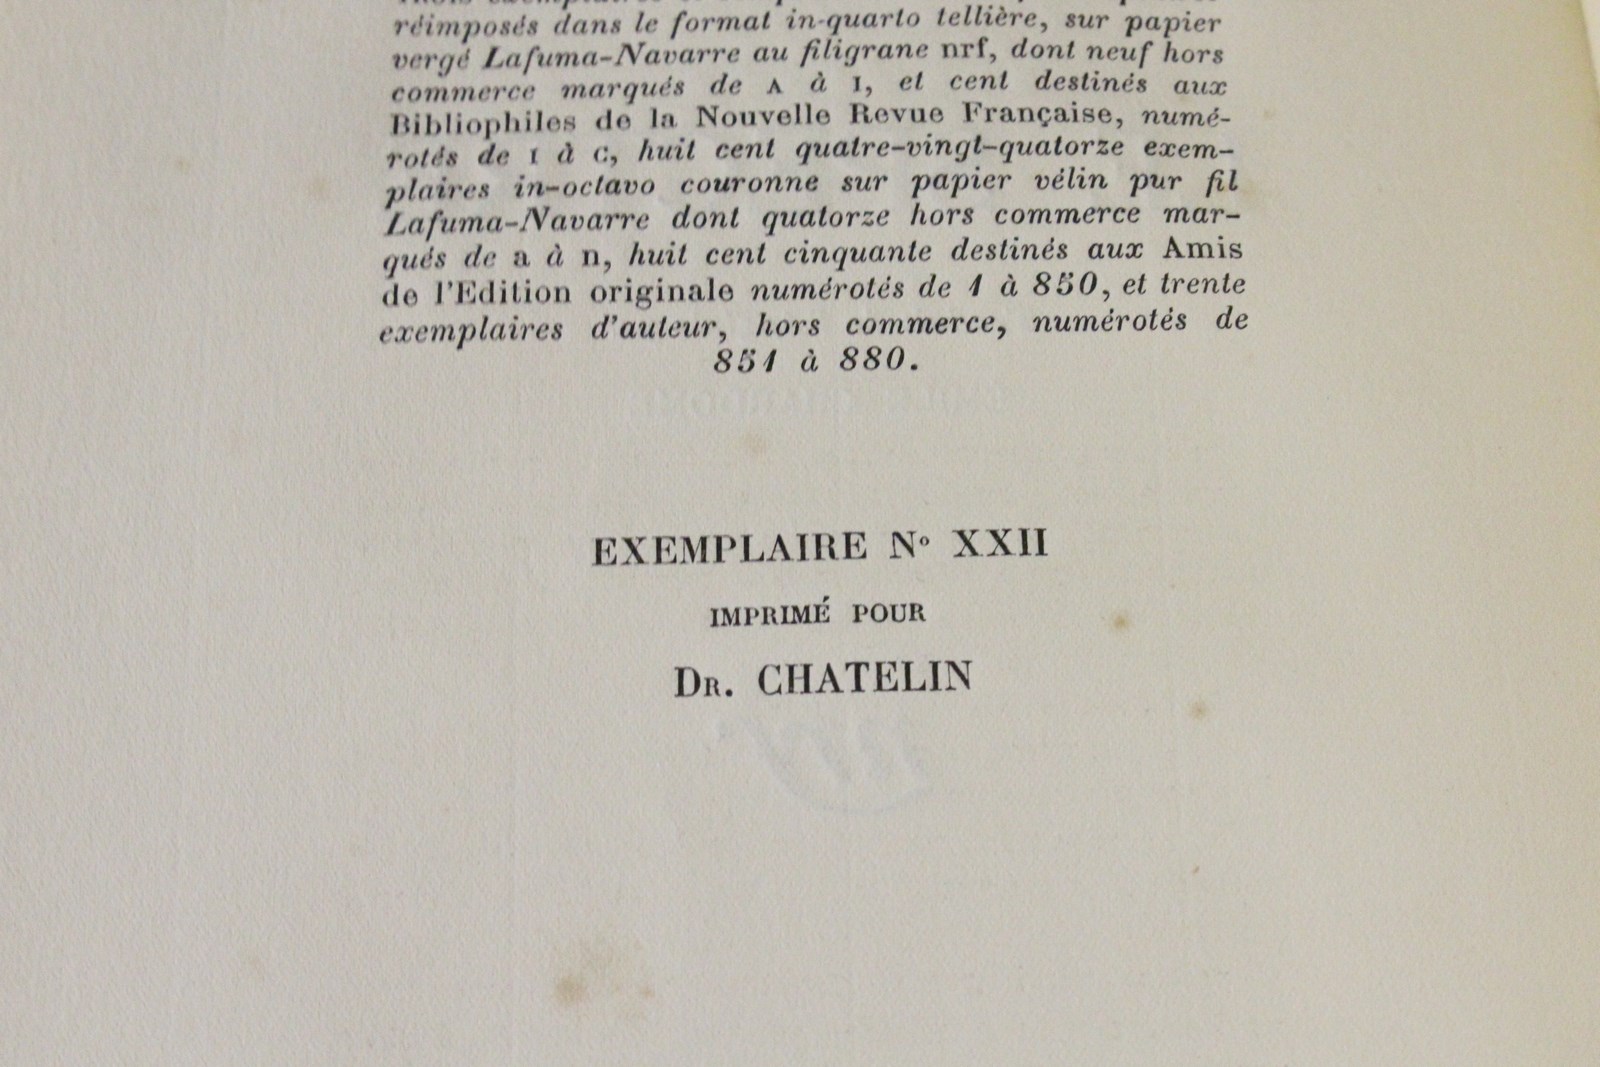 réimposés dans le format in-quarto tellière, sur papier
vergé Lafuma-Navarre au filigrane nrf, dont neuf hors
commerce marqués de A à I, et cent destinés aux
Bibliophiles de la Nouvelle Revue Française, numé-
rotés de I à C, huit cent quatre-vingt-quatorze exem-
plaires in-octavo couronne sur papier vélin pur fil
Lafuma-Navarre dont quatorze hors commerce mar-
qués de a à n, huit cent cinquante destinés aux Amis
de l'Edition originale numérotés de 1 à 850, et trente
exemplaires d'auteur, hors commerce, numérotés de
851 à 880.
EXEMPLAIRE N° XXII
IMPRIMÉ POUR
DR. CHATELIN